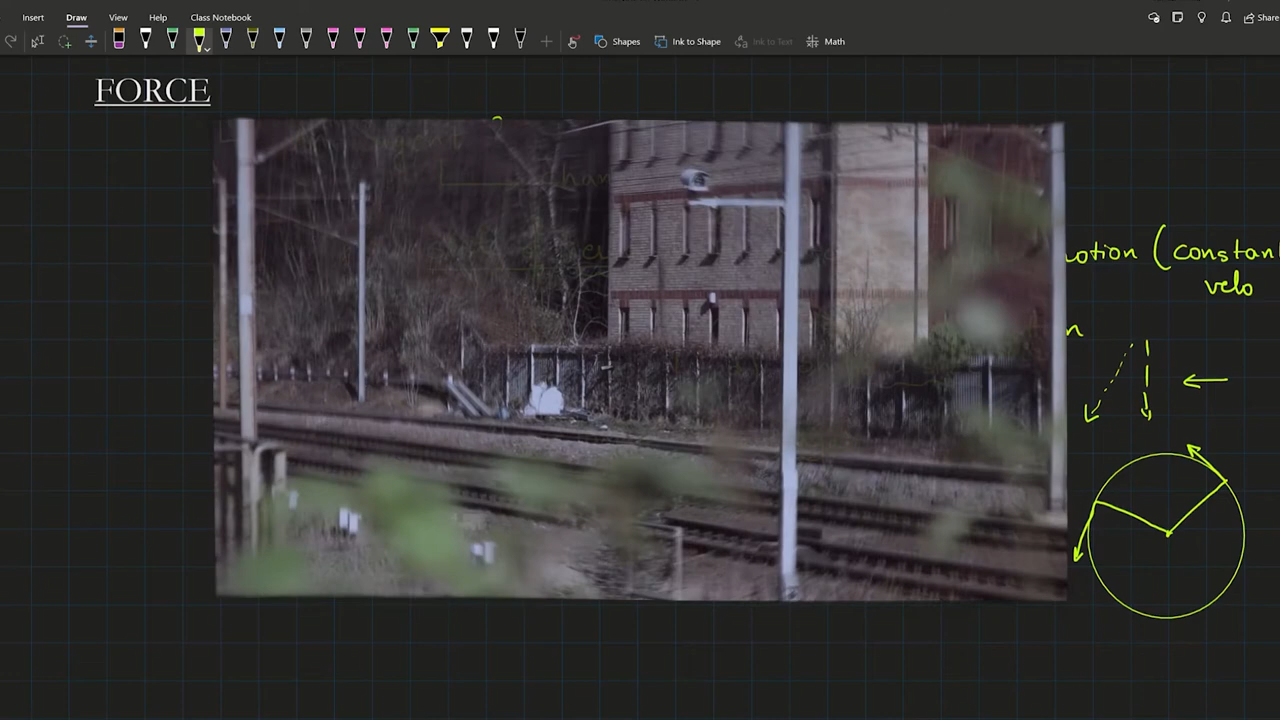 Insert Draw View Help Class Notebook Share
Shapes Ink to Shape Ink to Text Math
FORCE
otion (constan
velo
n